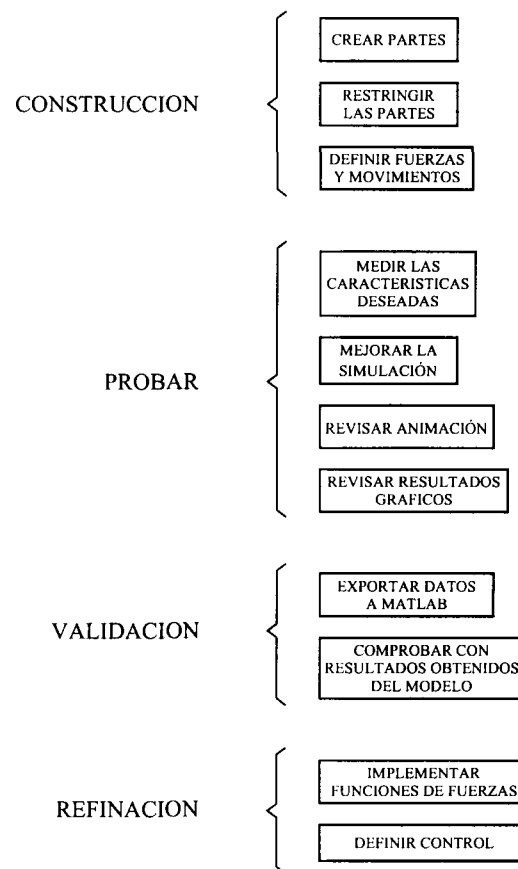 CONSTRUCCION
CREAR PARTES
RESTRINGIR
LAS PARTES
DEFINIR FUERZAS
Y MOVIMIENTOS
PROBAR
MEDIR LAS
CARACTERISTICAS
DESEADAS
MEJORAR LA
SIMULACIÓN
REVISAR ANIMACIÓN
REVISAR RESULTADOS
GRAFICOS
VALIDACION
EXPORTAR DATOS
A MATLAB
COMPROBAR CON
RESULTADOS OBTENIDOS
DEL MODELO
REFINACION
IMPLEMENTAR
FUNCIONES DE FUERZAS
DEFINIR CONTROL